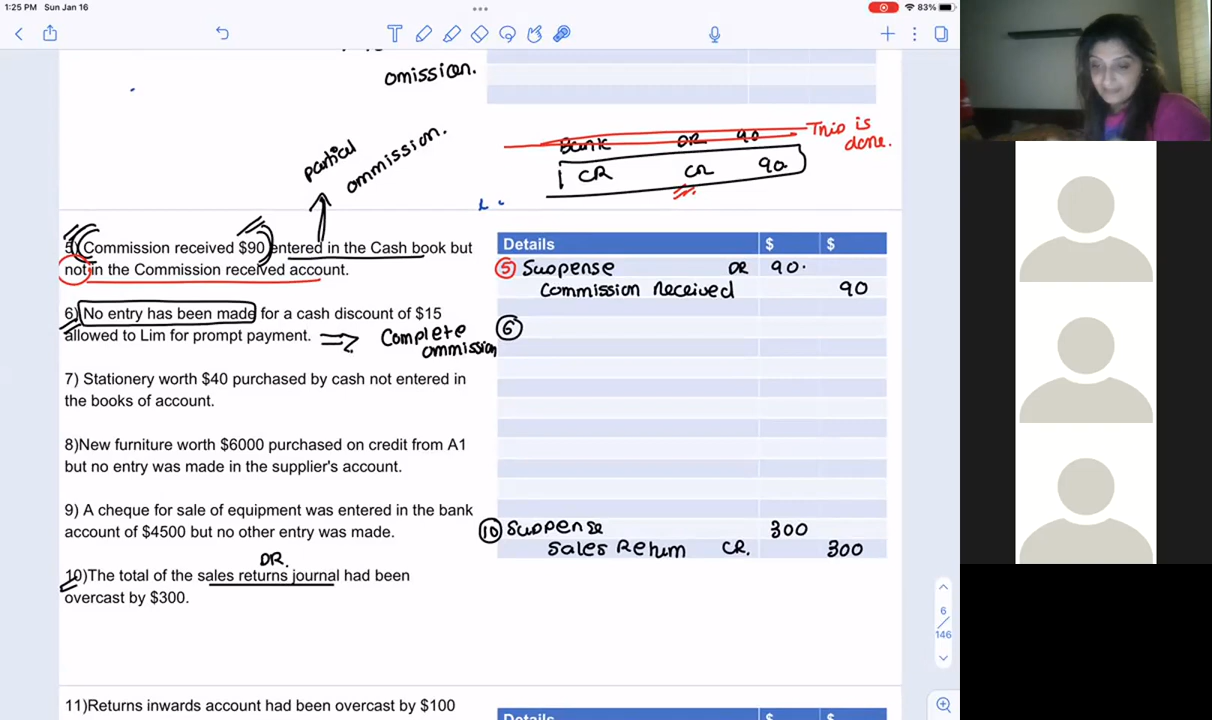 1:25 PM Sun Jan 16
83%
omission.
Bank DR 90
This is done.
CR CR 90
partial
ommission.
5) Commission received $90 entered in the Cash book but
not in the Commission received account.
6) No entry has been made for a cash discount of $15
allowed to Lim for prompt payment.
Complete
ommission
7) Stationery worth $40 purchased by cash not entered in
the books of account.
8)New furniture worth $6000 purchased on credit from A1
but no entry was made in the supplier's account.
9) A cheque for sale of equipment was entered in the bank
account of $4500 but no other entry was made.
DR.
10)The total of the sales returns journal had been
overcast by $300.
Details $ $
5 Suspense DR 90.
Commission Received 90
6
10 Suspense 300
Sales Return CR. 300
6
/
146
11)Returns inwards account had been overcast by $100
Details $ $